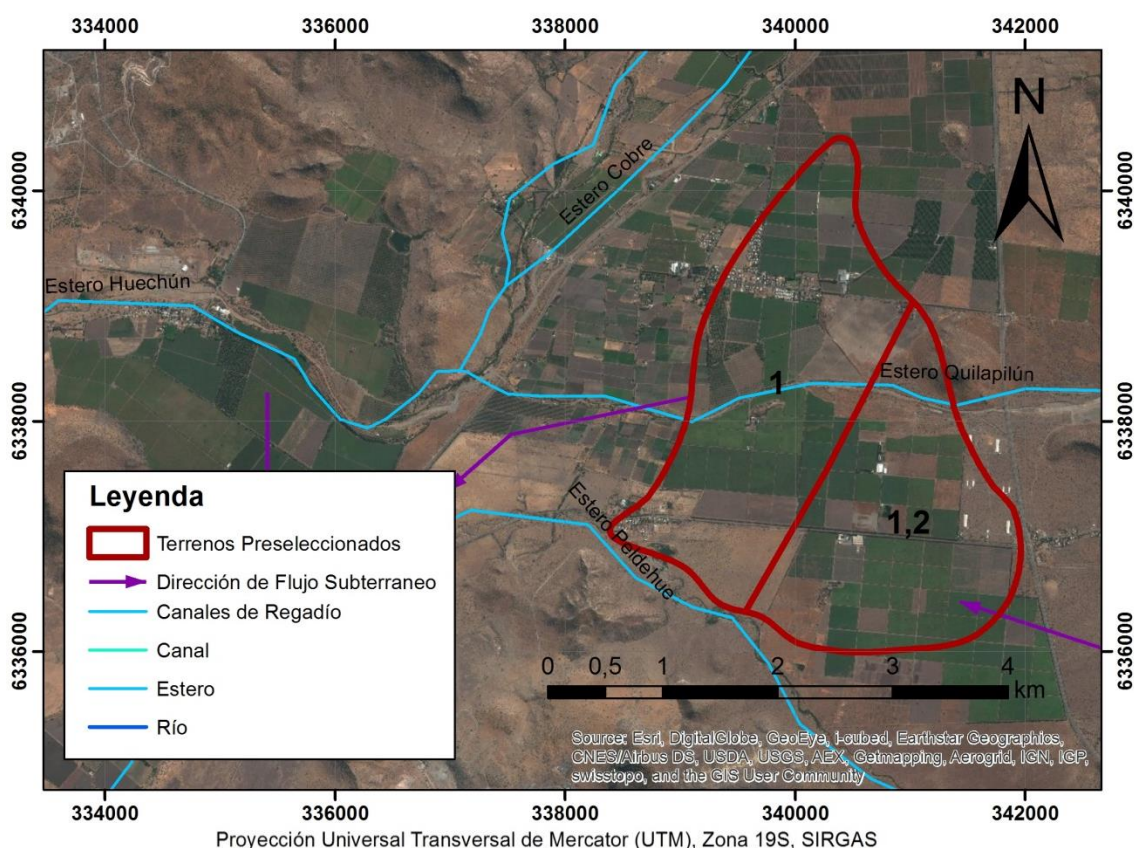 334000 336000 338000 340000 342000
6340000
6338000
6336000
6340000
6338000
6336000
N
Estero Cobre
Estero Huechún
Estero Quilapilún
1
Estero Peldehue
1,2
Leyenda
Terrenos Preseleccionados
Dirección de Flujo Subterraneo
Canales de Regadío
Canal
Estero
Río
0 0,5 1 2 3 4
km
Source: Esri, DigitalGlobe, GeoEye, i-cubed, Earthstar Geographics,
CNES/Airbus DS, USDA, USGS, AEX, Getmapping, Aerogrid, IGN, IGP,
swisstopo, and the GIS User Community
334000 336000 338000 340000 342000
Proyección Universal Transversal de Mercator (UTM), Zona 19S, SIRGAS